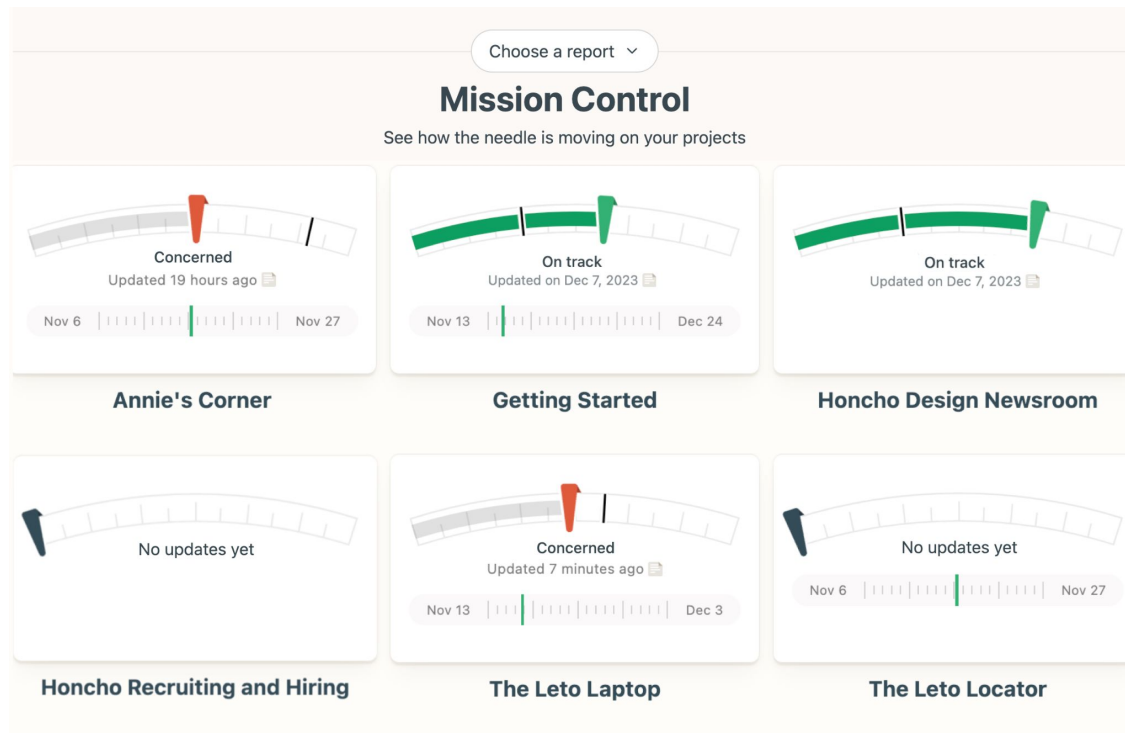 Choose a report
Mission Control
See how the needle is moving on your projects
Concerned
Updated 19 hours ago
Nov 6 Nov 27
Annie's Corner
On track
Updated on Dec 7, 2023
Nov 13 Dec 24
Getting Started
On track
Updated on Dec 7, 2023
Honcho Design Newsroom
No updates yet
Honcho Recruiting and Hiring
Concerned
Updated 7 minutes ago
Nov 13 Dec 3
The Leto Laptop
No updates yet
Nov 6 Nov 27
The Leto Locator